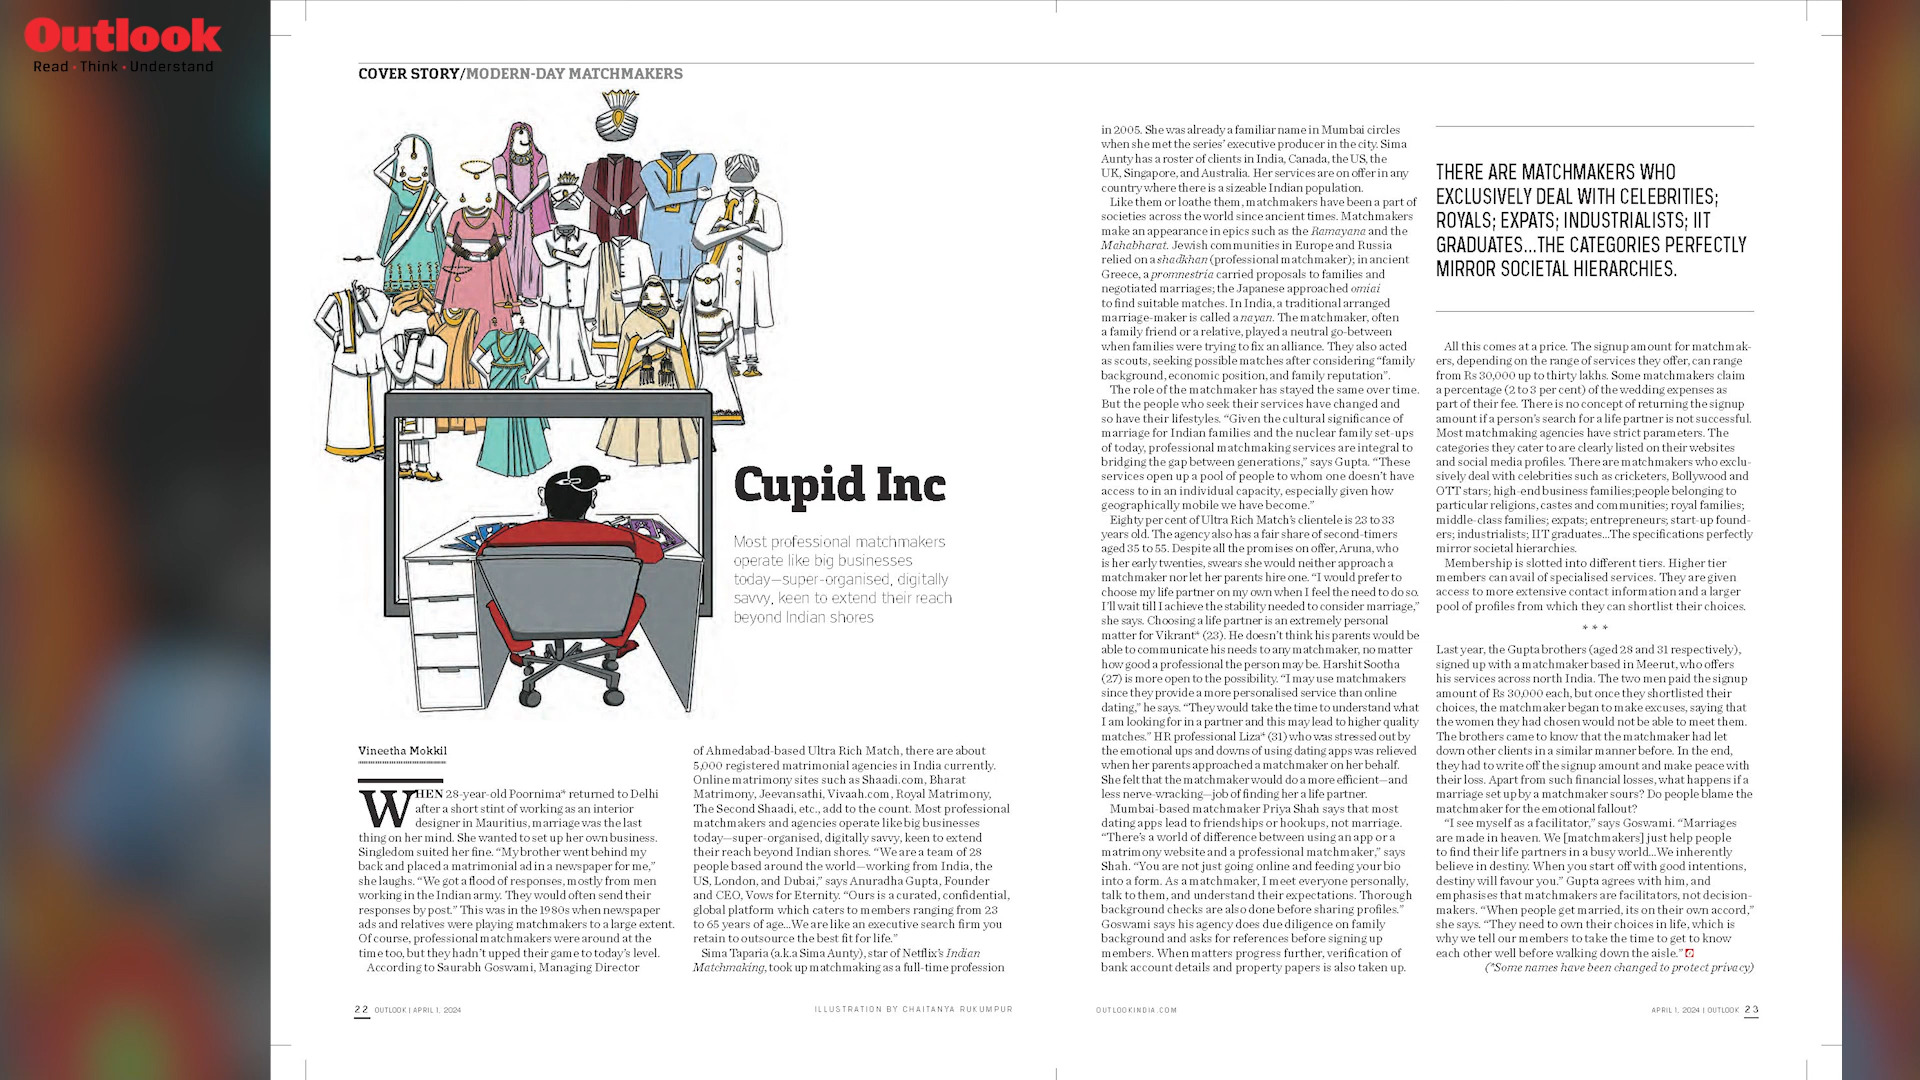 Outlook
Read • Think • Understand
COVER STORY/MODERN-DAY MATCHMAKERS
Cupid Inc
Most professional matchmakers
operate like big businesses
today—super-organised, digitally
savvy, keen to extend their reach
beyond Indian shores
Vineetha Mokkil
WHEN 28-year-old Poornima* returned to Delhi
after a short stint of working as an interior
designer in Mauritius, marriage was the last
thing on her mind. She wanted to set up her own business.
Singledom suited her fine. “My brother went behind my
back and placed a matrimonial ad in a newspaper for me,”
she laughs. “We got a flood of responses, mostly from men
working in the Indian army. They would often send their
responses by post.” This was in the 1980s when newspaper
ads and relatives were playing matchmakers to a large extent.
Of course, professional matchmakers were around at the
time too, but they hadn’t upped their game to today’s level.
According to Saurabh Goswami, Managing Director
of Ahmedabad-based Ultra Rich Match, there are about
5,000 registered matrimonial agencies in India currently.
Online matrimony sites such as Shaadi.com, Bharat
Matrimony, Jeevansathi, Vivaah.com, Royal Matrimony,
The Second Shaadi, etc., add to the count. Most professional
matchmakers and agencies operate like big businesses
today—super-organised, digitally savvy, keen to extend
their reach beyond Indian shores. “We are a team of 28
people based around the world—working from India, the
US, London, and Dubai,” says Anuradha Gupta, Founder
and CEO, Vows for Eternity. “Ours is a curated, confidential,
global platform which caters to members ranging from 23
to 65 years of age...We are like an executive search firm you
retain to outsource the best fit for life.”
Sima Taparia (a.k.a Sima Aunty), star of Netflix’s Indian
Matchmaking, took up matchmaking as a full-time profession
in 2005. She was already a familiar name in Mumbai circles
when she met the series’ executive producer in the city. Sima
Aunty has a roster of clients in India, Canada, the US, the
UK, Singapore, and Australia. Her services are on offer in any
country where there is a sizeable Indian population.
Like them or loathe them, matchmakers have been a part of
societies across the world since ancient times. Matchmakers
make an appearance in epics such as the Ramayana and the
Mahabharat. Jewish communities in Europe and Russia
relied on a shadkhan (professional matchmaker); in ancient
Greece, a promnestria carried proposals to families and
negotiated marriages; the Japanese approached omiai
to find suitable matches. In India, a traditional arranged
marriage-maker is called a nayan. The matchmaker, often
a family friend or a relative, played a neutral go-between
when families were trying to fix an alliance. They also acted
as scouts, seeking possible matches after considering “family
background, economic position, and family reputation”.
The role of the matchmaker has stayed the same over time.
But the people who seek their services have changed and
so have their lifestyles. “Given the cultural significance of
marriage for Indian families and the nuclear family set-ups
of today, professional matchmaking services are integral to
bridging the gap between generations,” says Gupta. “These
services open up a pool of people to whom one doesn’t have
access to in an individual capacity, especially given how
geographically mobile we have become.”
Eighty per cent of Ultra Rich Match’s clientele is 23 to 33
years old. The agency also has a fair share of second-timers
aged 35 to 55. Despite all the promises on offer, Aruna, who
is her early twenties, swears she would neither approach a
matchmaker nor let her parents hire one. “I would prefer to
choose my life partner on my own when I feel the need to do so.
I’ll wait till I achieve the stability needed to consider marriage,”
she says. Choosing a life partner is an extremely personal
matter for Vikrant* (23). He doesn’t think his parents would be
able to communicate his needs to any matchmaker, no matter
how good a professional the person may be. Harshit Sootha
(27) is more open to the possibility. “I may use matchmakers
since they provide a more personalised service than online
dating,” he says. “They would take the time to understand what
I am looking for in a partner and this may lead to higher quality
matches.” HR professional Liza* (31) who was stressed out by
the emotional ups and downs of using dating apps was relieved
when her parents approached a matchmaker on her behalf.
She felt that the matchmaker would do a more efficient—and
less nerve-wracking—job of finding her a life partner.
Mumbai-based matchmaker Priya Shah says that most
dating apps lead to friendships or hookups, not marriage.
“There’s a world of difference between using an app or a
matrimony website and a professional matchmaker,” says
Shah. “You are not just going online and feeding your bio
into a form. As a matchmaker, I meet everyone personally,
talk to them, and understand their expectations. Thorough
background checks are also done before sharing profiles.”
Goswami says his agency does due diligence on family
background and asks for references before signing up
members. When matters progress further, verification of
bank account details and property papers is also taken up.
THERE ARE MATCHMAKERS WHO
EXCLUSIVELY DEAL WITH CELEBRITIES;
ROYALS; EXPATS; INDUSTRIALISTS; IIT
GRADUATES...THE CATEGORIES PERFECTLY
MIRROR SOCIETAL HIERARCHIES.
All this comes at a price. The signup amount for matchmak-
ers, depending on the range of services they offer, can range
from Rs 30,000 up to thirty lakhs. Some matchmakers claim
a percentage (2 to 3 per cent) of the wedding expenses as
part of their fee. There is no concept of returning the signup
amount if a person’s search for a life partner is not successful.
Most matchmaking agencies have strict parameters. The
categories they cater to are clearly listed on their websites
and social media profiles. There are matchmakers who exclu-
sively deal with celebrities such as cricketers, Bollywood and
OTT stars; high-end business families;people belonging to
particular religions, castes and communities; royal families;
middle-class families; expats; entrepreneurs; start-up found-
ers; industrialists; IIT graduates...The specifications perfectly
mirror societal hierarchies.
Membership is slotted into different tiers. Higher tier
members can avail of specialised services. They are given
access to more extensive contact information and a larger
pool of profiles from which they can shortlist their choices.
* * *
Last year, the Gupta brothers (aged 28 and 31 respectively),
signed up with a matchmaker based in Meerut, who offers
his services across north India. The two men paid the signup
amount of Rs 30,000 each, but once they shortlisted their
choices, the matchmaker began to make excuses, saying that
the women they had chosen would not be able to meet them.
The brothers came to know that the matchmaker had let
down other clients in a similar manner before. In the end,
they had to write off the signup amount and make peace with
their loss. Apart from such financial losses, what happens if a
marriage set up by a matchmaker sours? Do people blame the
matchmaker for the emotional fallout?
“I see myself as a facilitator,” says Goswami. “Marriages
are made in heaven. We [matchmakers] just help people
to find their life partners in a busy world...We inherently
believe in destiny. When you start off with good intentions,
destiny will favour you.” Gupta agrees with him, and
emphasises that matchmakers are facilitators, not decision-
makers. “When people get married, its on their own accord,”
she says. “They need to own their choices in life, which is
why we tell our members to take the time to get to know
each other well before walking down the aisle.”
(*Some names have been changed to protect privacy)
22 OUTLOOK | APRIL 1, 2024
ILLUSTRATION BY CHAITANYA RUKUMPUR
OUTLOOKINDIA.COM
APRIL 1, 2024 | OUTLOOK 23